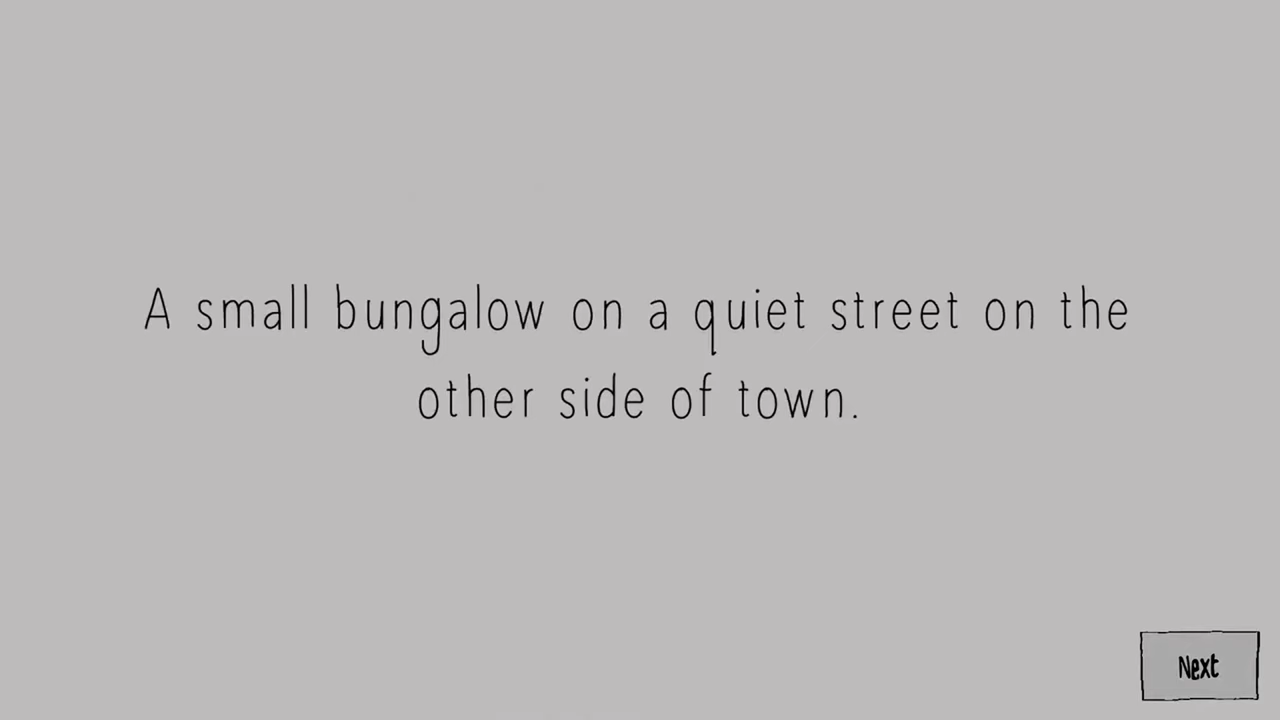 A small bungalow on a quiet street on the
other side of town.
Next